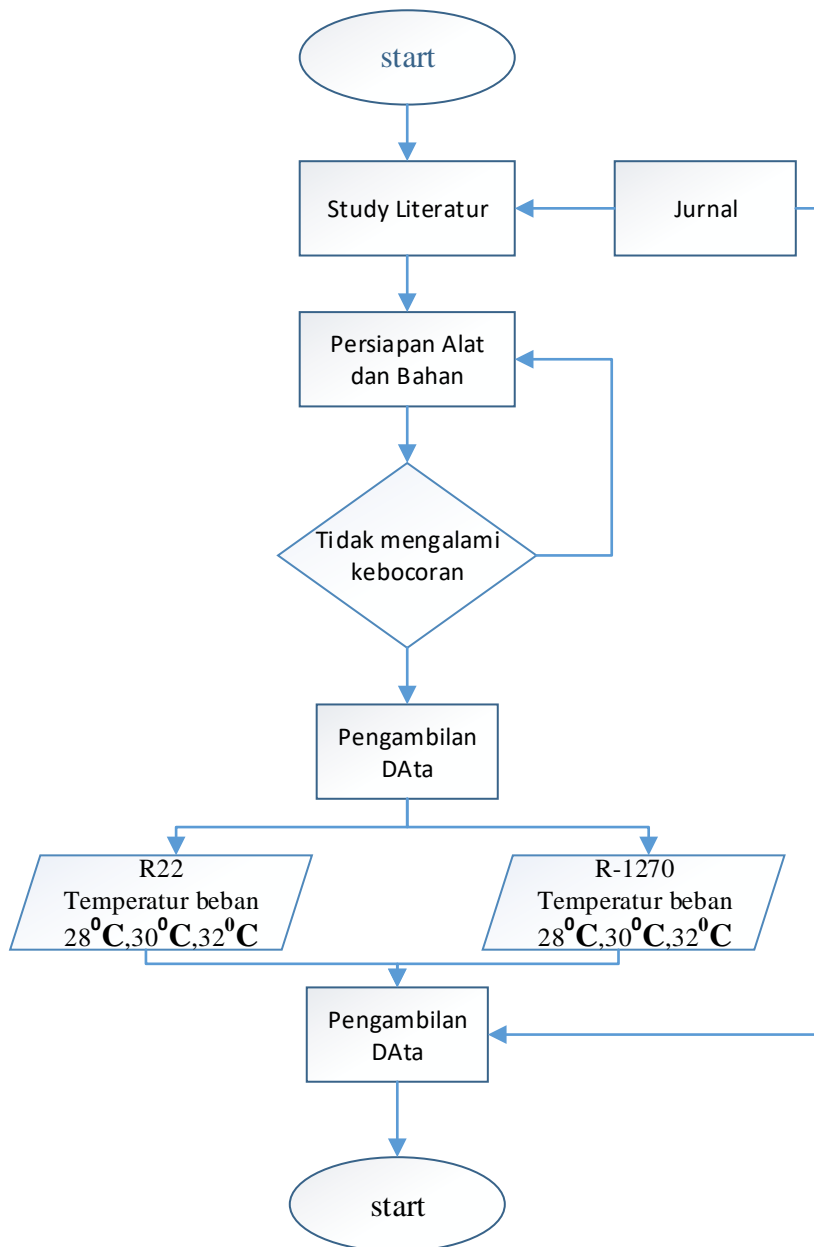 start
Study Literatur
Jurnal
Persiapan Alat
dan Bahan
Tidak mengalami
kebocoran
Pengambilan
DAta
R22
Temperatur beban
28⁰C,30⁰C,32⁰C
R-1270
Temperatur beban
28⁰C,30⁰C,32⁰C
Pengambilan
DAta
start